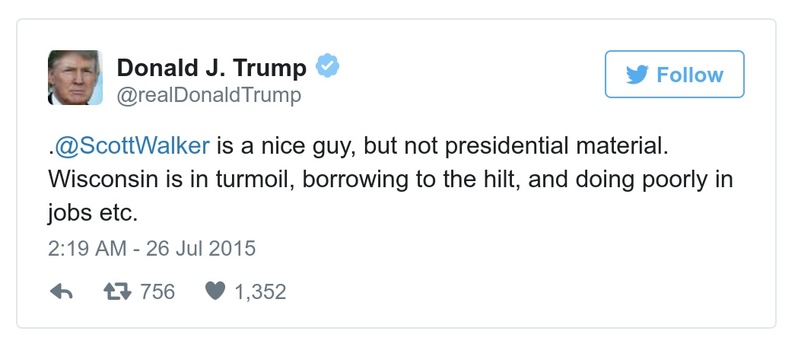 Donald J. Trump
@realDonaldTrump
Follow
.@ScottWalker is a nice guy, but not presidential material.
Wisconsin is in turmoil, borrowing to the hilt, and doing poorly in
jobs etc.
2:19 AM - 26 Jul 2015
756 1,352